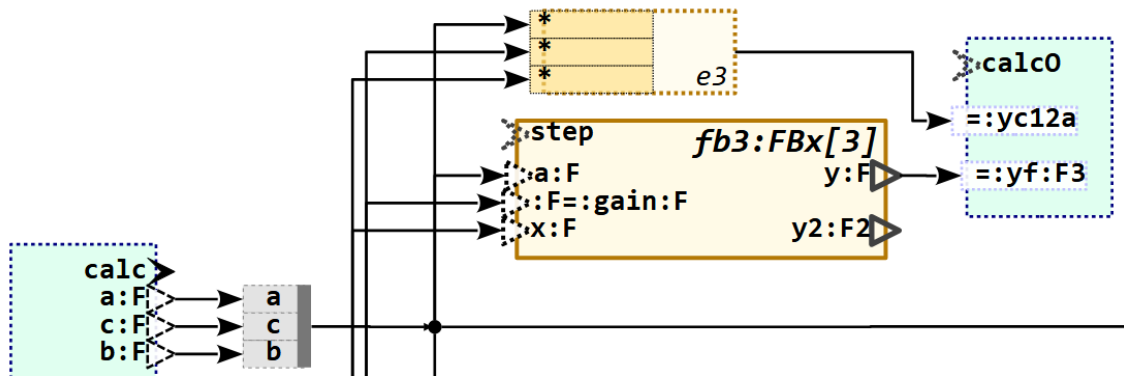 *
*
*
e3
calcO
=:yc12a
step
fb3:FBx[3]
a:F
y:F
=:yf:F3
:F=:gain:F
x:F
y2:F2
calc
a:F
a
c:F
c
b:F
b